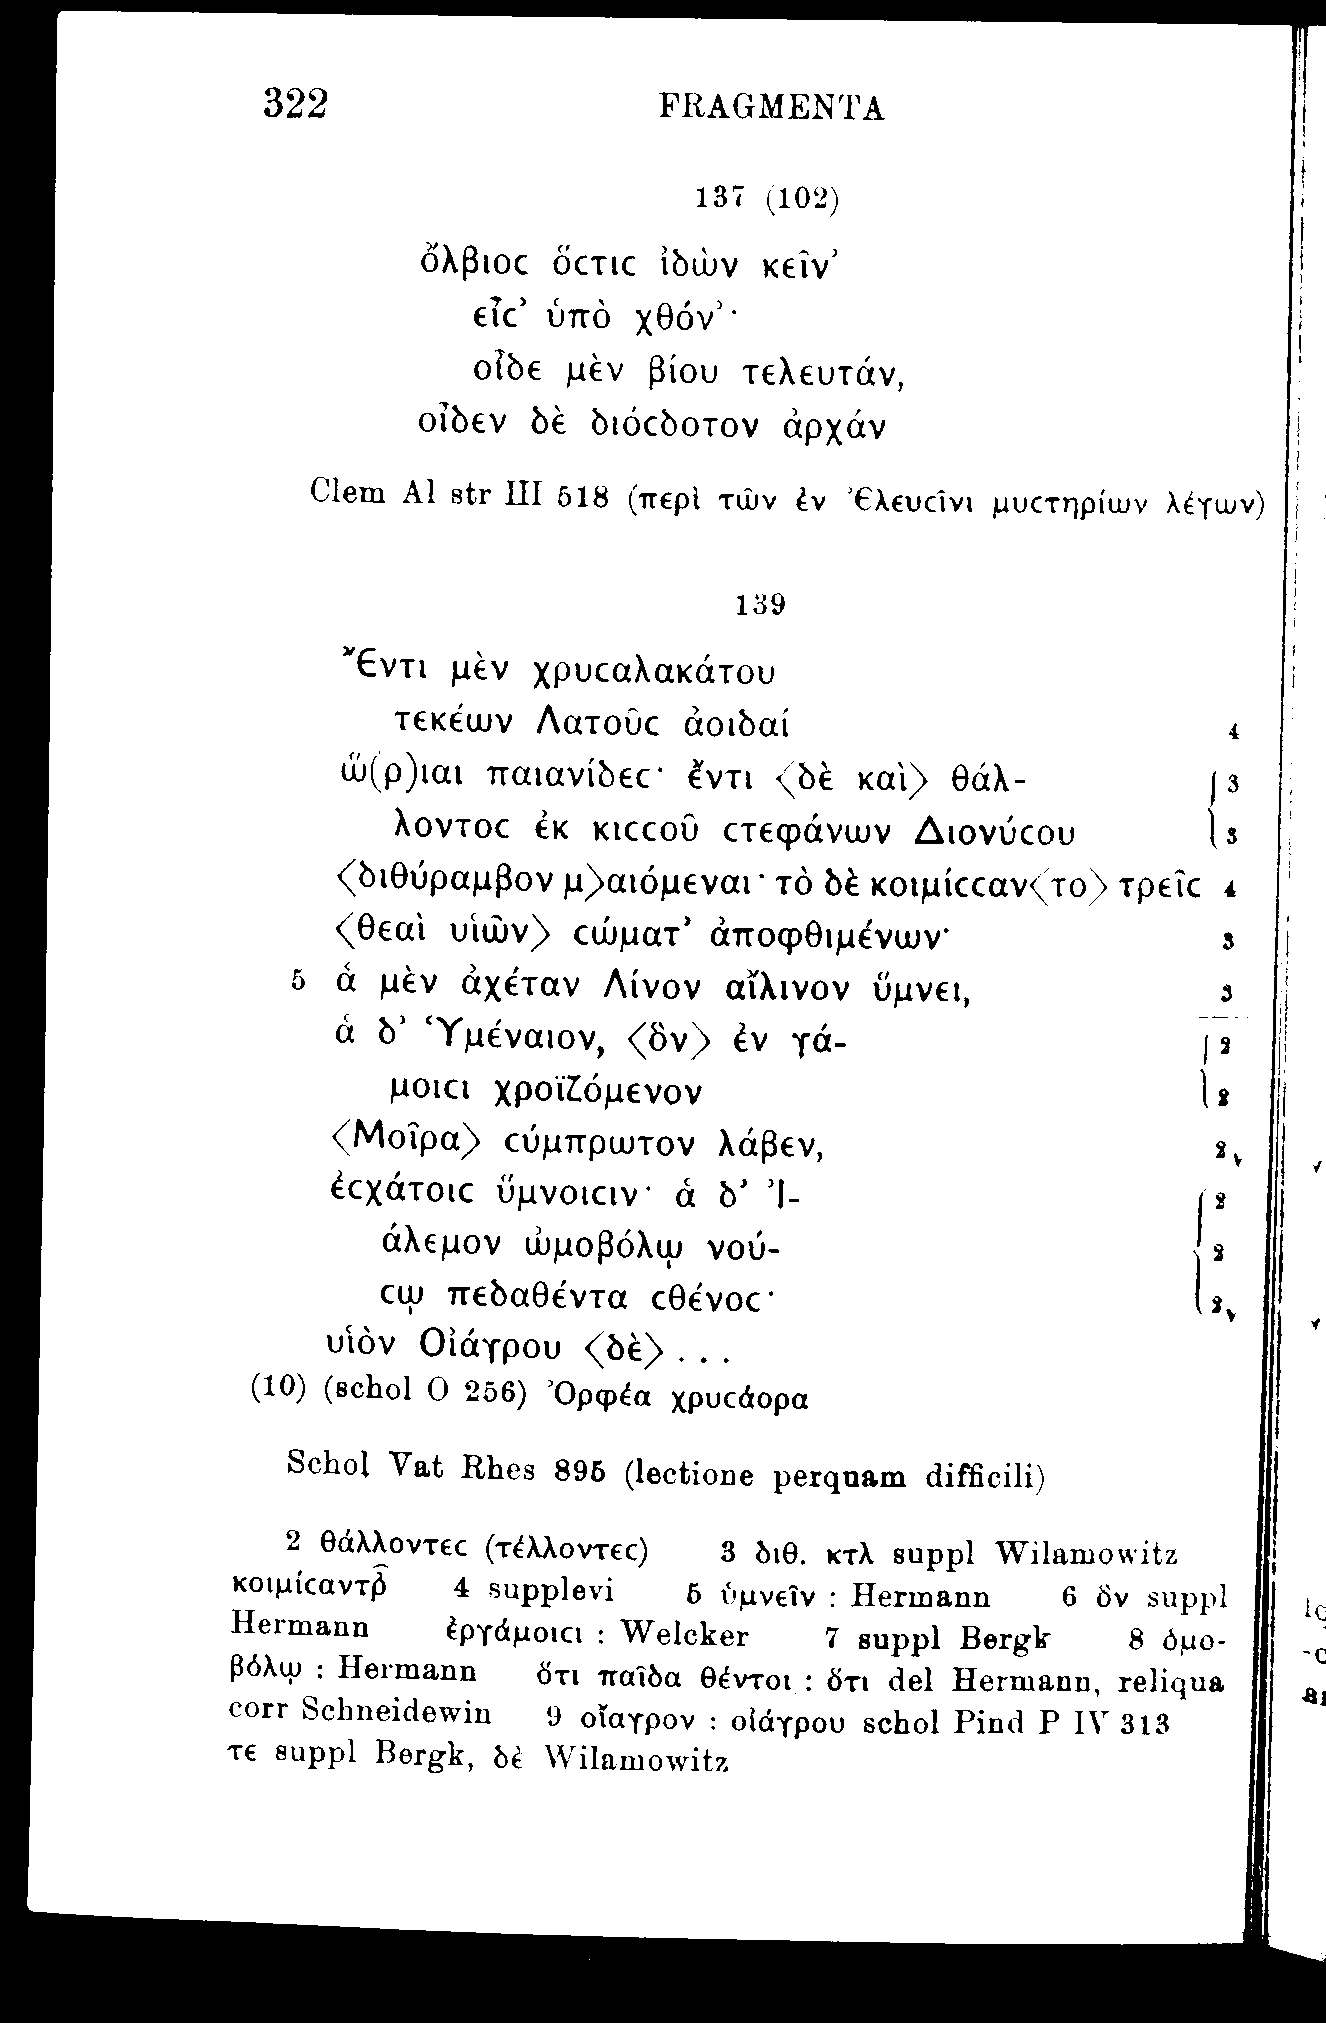 322 FRAGMENTA
137 (102)
ὄλβιοϲ ὅϲτιϲ ἰδὼν κεῖν’
εἶϲ’ ὑπὸ χθόν’·
οἶδε μὲν βίου τελευτάν,
οἶδεν δὲ διόϲδοτον ἀρχάν
Clem Al str III 518 (περὶ τῶν ἐν Ἐλευϲῖνι μυϲτηρίων λέγων)
139
Ἔντι μὲν χρυϲαλακάτου
τεκέων Λατοῦϲ ἀοιδαί 4
ὥ(ρ)ιαι παιανίδεϲ· ἔντι ⟨δὲ καὶ⟩ θάλ- 3
λοντοϲ ἐκ κιϲϲοῦ ϲτεφάνων Διονύϲου 3
⟨διθύραμβον μ⟩αιόμεναι· τὸ δὲ κοιμίϲϲαν⟨το⟩ τρεῖϲ 4
⟨θεαὶ υἱῶν⟩ ϲώματ’ ἀποφθιμένων· 3
5 ἁ μὲν ἀχέταν Λίνον αἴλινον ὕμνει, 3
ἁ δ’ Ὑμέναιον, ⟨ὃν⟩ ἐν γά- 2
μοιϲι χροϊζόμενον 2
⟨Μοῖρα⟩ ϲύμπρωτον λάβεν, 2
ἐϲχάτοιϲ ὕμνοιϲιν· ἁ δ’ Ἰ- 2
άλεμον ὠμοβόλῳ νού- 2
ϲῳ πεδαθέντα ϲθένοϲ· 2
υἱὸν Οἰάγρου ⟨δὲ⟩ . . .
(10) (schol O 256) Ὀρφέα χρυϲάορα
Schol Vat Rhes 895 (lectione perquam difficili)
2 θάλλοντεϲ (τέλλοντεϲ) 3 διθ. κτλ suppl Wilamowitz
κοιμίϲαντρ̄ 4 supplevi 5 ὑμνεῖν : Hermann 6 ὃν suppl
Hermann ἐργάμοιϲι : Welcker 7 suppl Bergk 8 ὁμο-
βόλῳ : Hermann ὅτι παῖδα θέντοι : ὅτι del Hermann, reliqua
corr Schneidewin 9 οἴαγρον : οἰάγρου schol Pind P IV 313
τε suppl Bergk, δὲ Wilamowitz